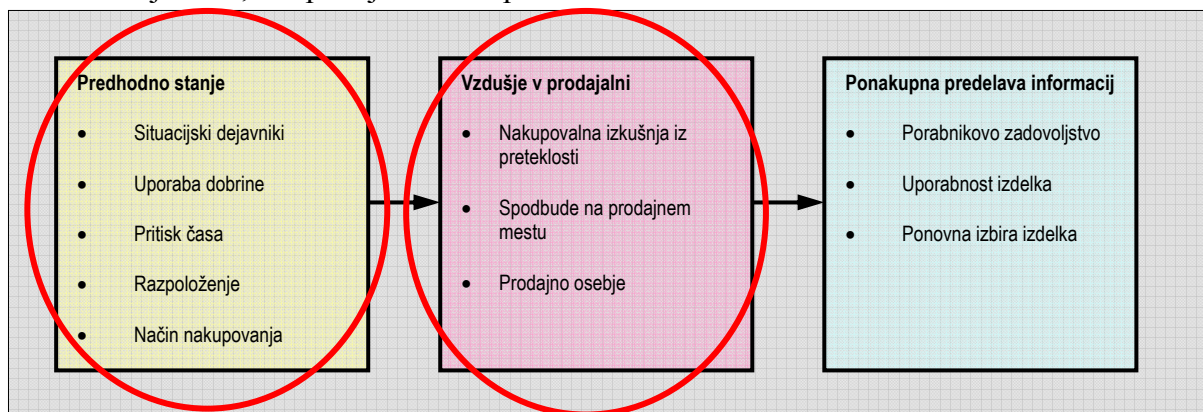 Predhodno stanje
• Situacijski dejavniki
• Uporaba dobrine
• Pritisk časa
• Razpoloženje
• Način nakupovanja
Vzdušje v prodajalni
• Nakupovalna izkušnja iz
preteklosti
• Spodbude na prodajnem
mestu
• Prodajno osebje
Ponakupna predelava informacij
• Porabnikovo zadovoljstvo
• Uporabnost izdelka
• Ponovna izbira izdelka